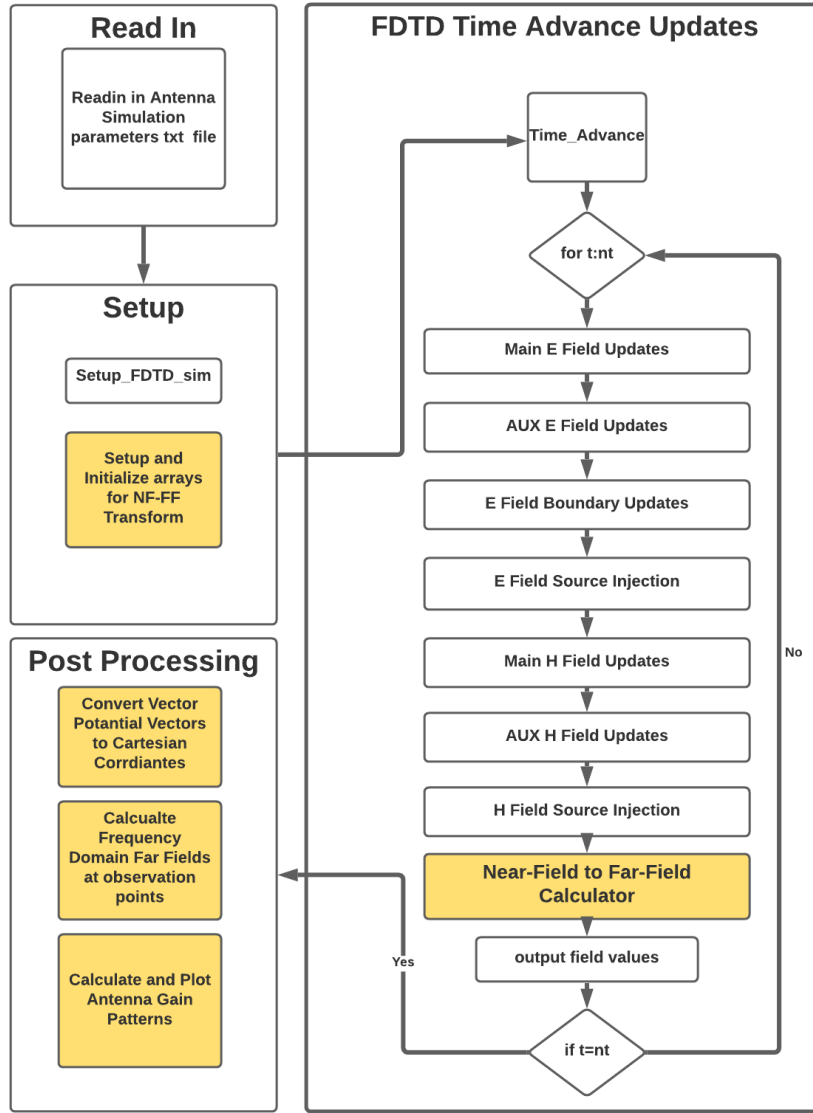 Read In
Readin in Antenna
Simulation
parameters txt  file
Setup
Setup_FDTD_sim
Setup and
Initialize arrays
for NF-FF
Transform
Post Processing
Convert Vector
Potantial Vectors
to Cartesian
Corrdiantes
Calcualte
Frequency
Domain Far Fields
at observation
points
Calculate and Plot
Antenna Gain
Patterns
FDTD Time Advance Updates
Time_Advance
for t:nt
Main E Field Updates
AUX E Field Updates
E Field Boundary Updates
E Field Source Injection
Main H Field Updates
AUX H Field Updates
H Field Source Injection
Near-Field to Far-Field
Calculator
output field values
if t=nt
Yes
No